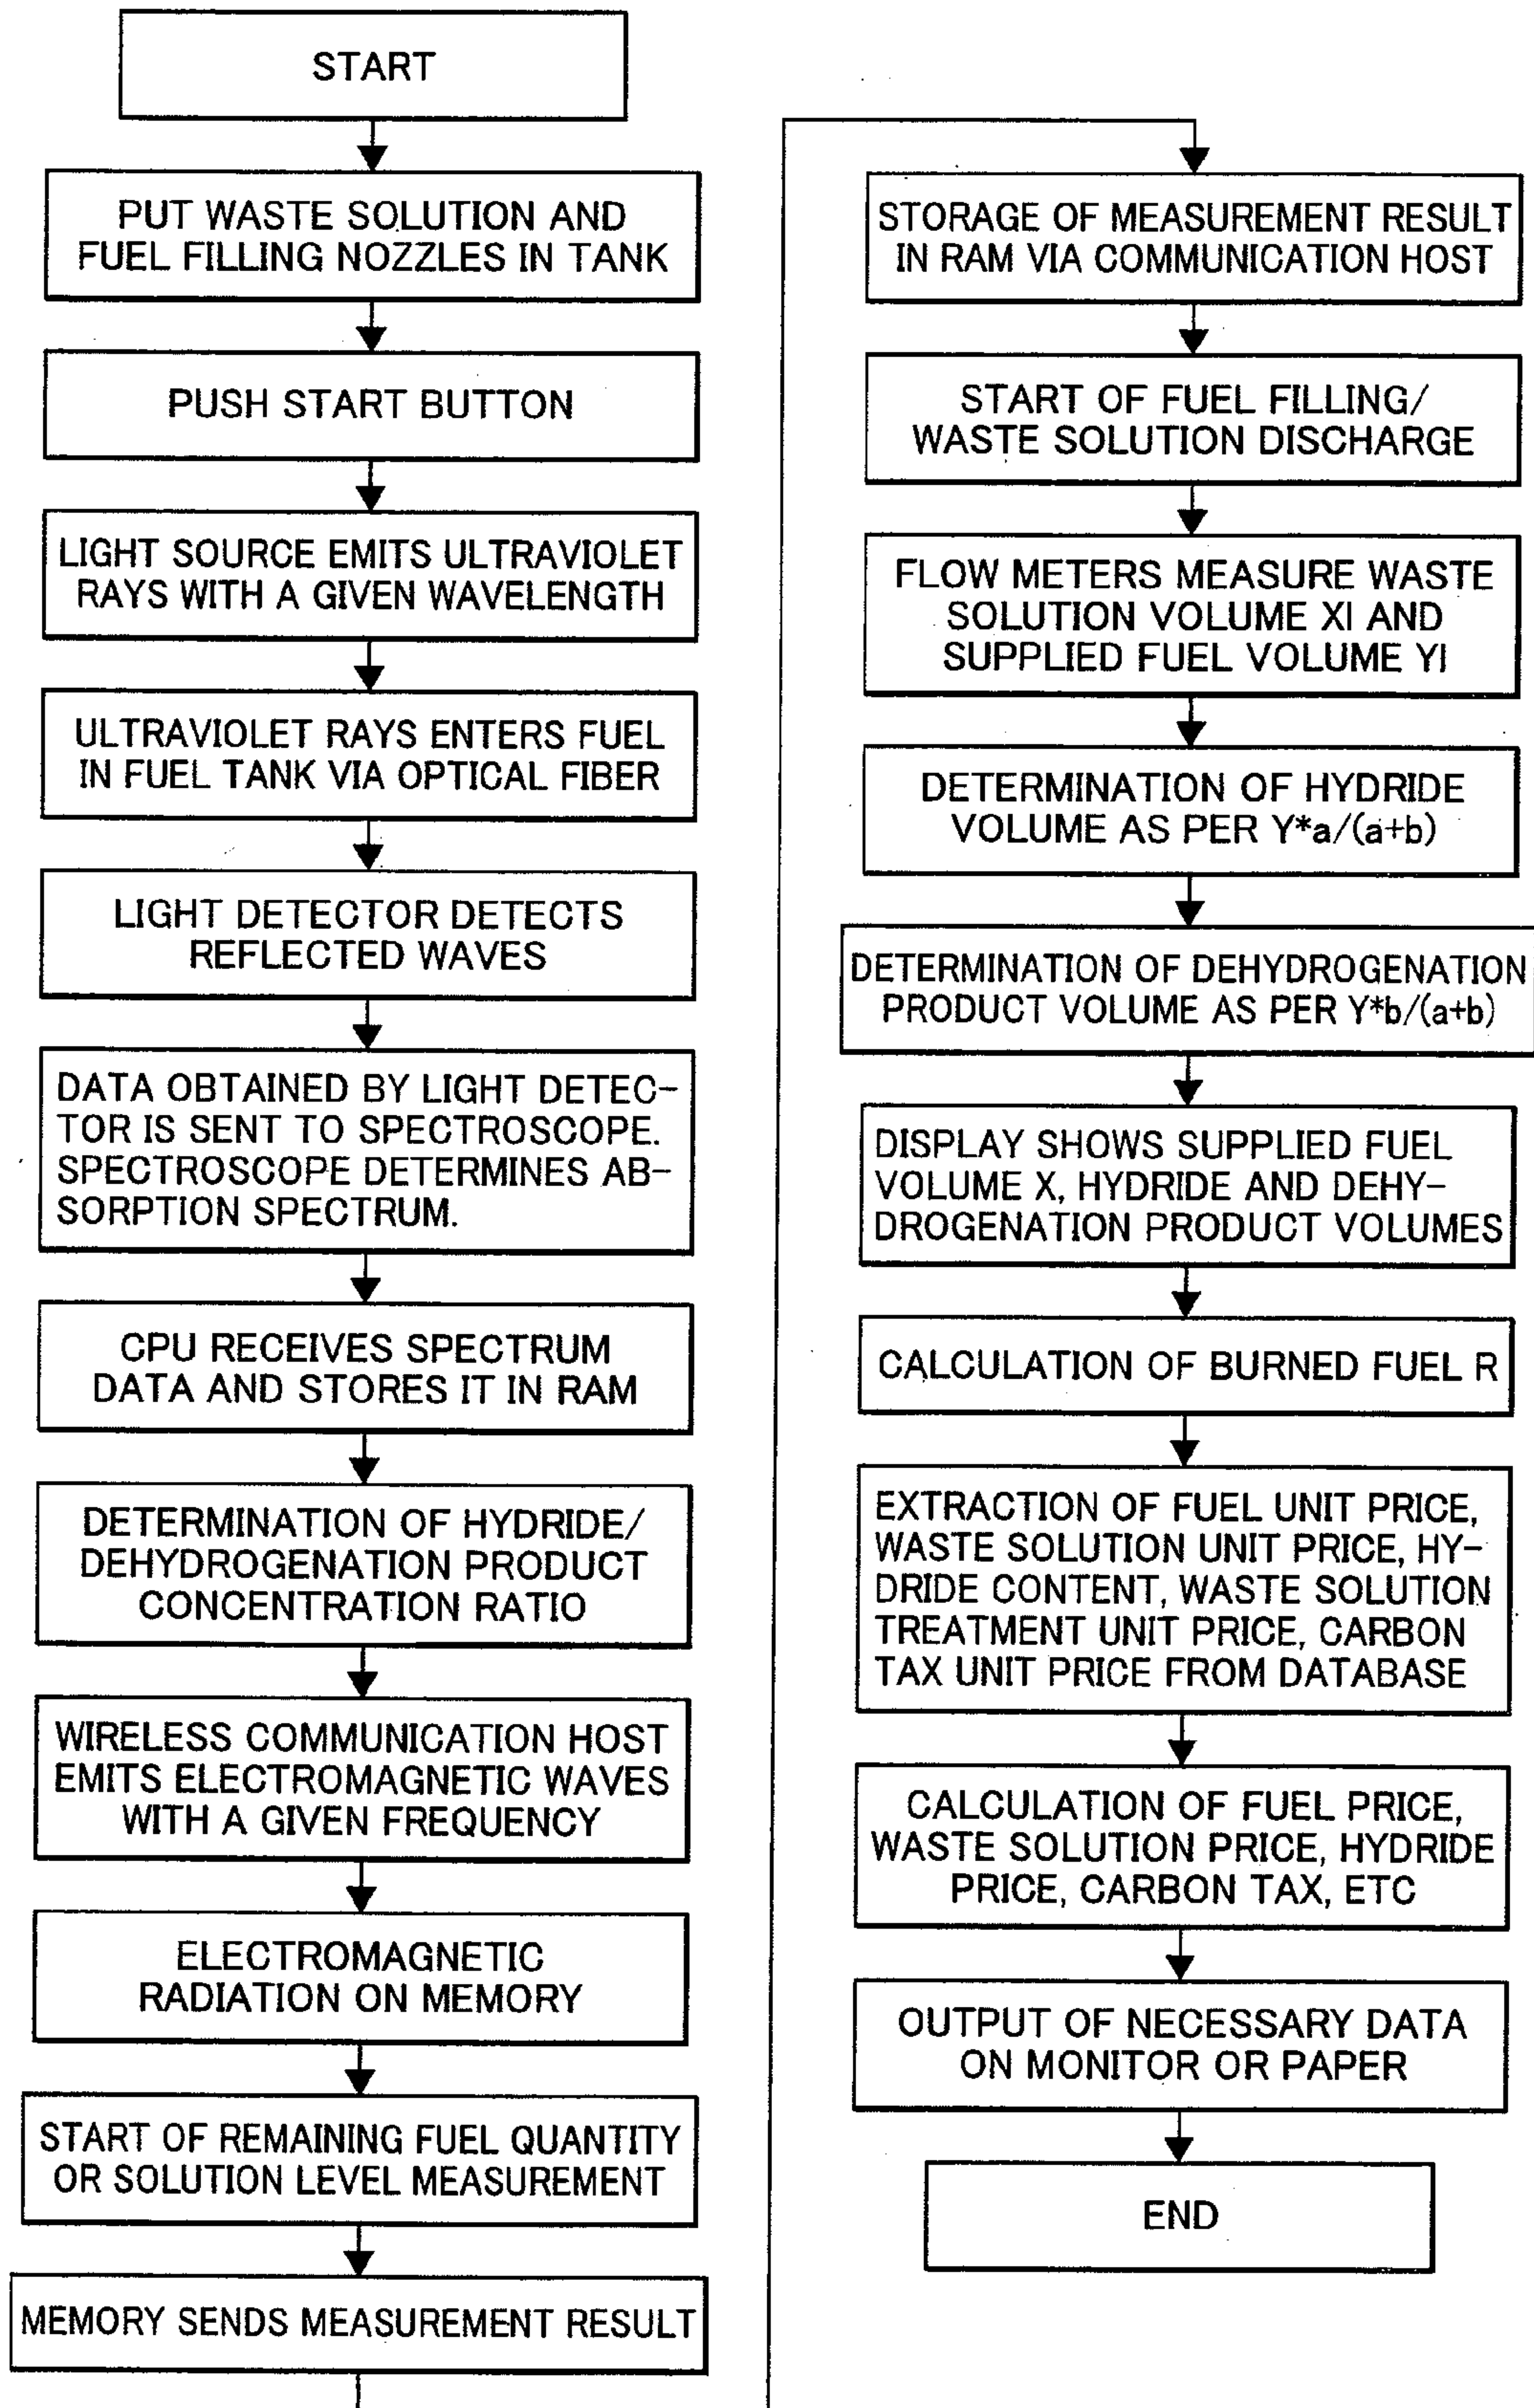 START
PUT WASTE SOLUTION AND
FUEL FILLING NOZZLES IN TANK
PUSH START BUTTON
LIGHT SOURCE EMITS ULTRAVIOLET
RAYS WITH A GIVEN WAVELENGTH
ULTRAVIOLET RAYS ENTERS FUEL
IN FUEL TANK VIA OPTICAL FIBER
LIGHT DETECTOR DETECTS
REFLECTED WAVES
DATA OBTAINED BY LIGHT DETEC-
TOR IS SENT TO SPECTROSCOPE.
SPECTROSCOPE DETERMINES AB-
SORPTION SPECTRUM.
CPU RECEIVES SPECTRUM
DATA AND STORES IT IN RAM
DETERMINATION OF HYDRIDE/
DEHYDROGENATION PRODUCT
CONCENTRATION RATIO
WIRELESS COMMUNICATION HOST
EMITS ELECTROMAGNETIC WAVES
WITH A GIVEN FREQUENCY
ELECTROMAGNETIC
RADIATION ON MEMORY
START OF REMAINING FUEL QUANTITY
OR SOLUTION LEVEL MEASUREMENT
MEMORY SENDS MEASUREMENT RESULT
STORAGE OF MEASUREMENT RESULT
IN RAM VIA COMMUNICATION HOST
START OF FUEL FILLING/
WASTE SOLUTION DISCHARGE
FLOW METERS MEASURE WASTE
SOLUTION VOLUME XI AND
SUPPLIED FUEL VOLUME YI
DETERMINATION OF HYDRIDE
VOLUME AS PER Y*a/(a+b)
DETERMINATION OF DEHYDROGENATION
PRODUCT VOLUME AS PER Y*b/(a+b)
DISPLAY SHOWS SUPPLIED FUEL
VOLUME X, HYDRIDE AND DEHY-
DROGENATION PRODUCT VOLUMES
CALCULATION OF BURNED FUEL R
EXTRACTION OF FUEL UNIT PRICE,
WASTE SOLUTION UNIT PRICE, HY-
DRIDE CONTENT, WASTE SOLUTION
TREATMENT UNIT PRICE, CARBON
TAX UNIT PRICE FROM DATABASE
CALCULATION OF FUEL PRICE,
WASTE SOLUTION PRICE, HYDRIDE
PRICE, CARBON TAX, ETC
OUTPUT OF NECESSARY DATA
ON MONITOR OR PAPER
END